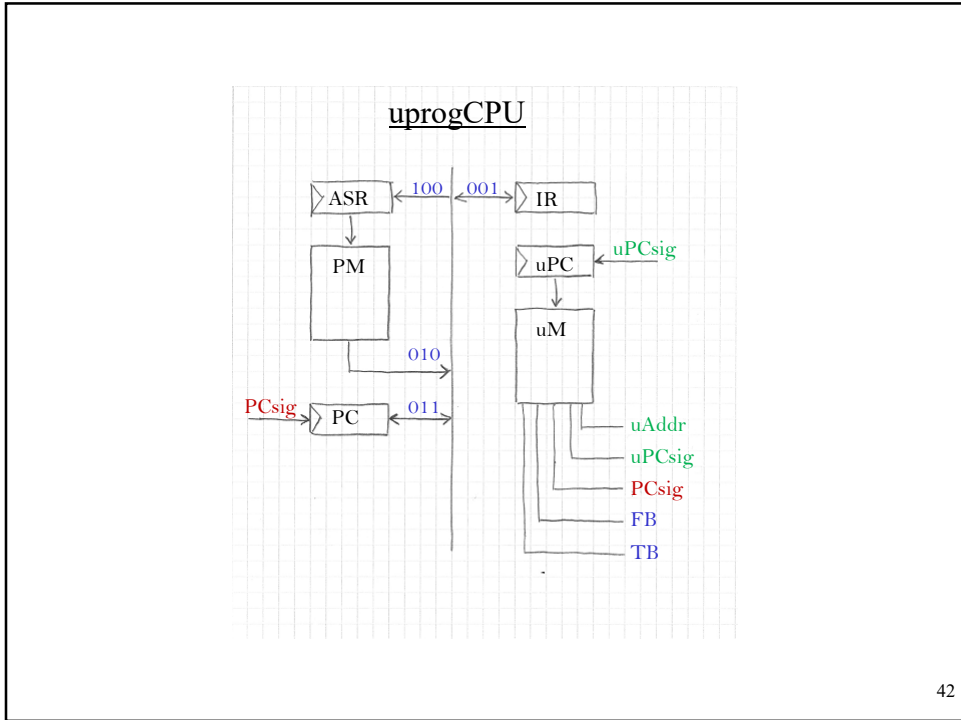 uprogCPU
ASR 100 001 IR
PM
uPC uPCsig
uM
010
PCsig PC 011
uAddr
uPCsig
PCsig
FB
TB
42